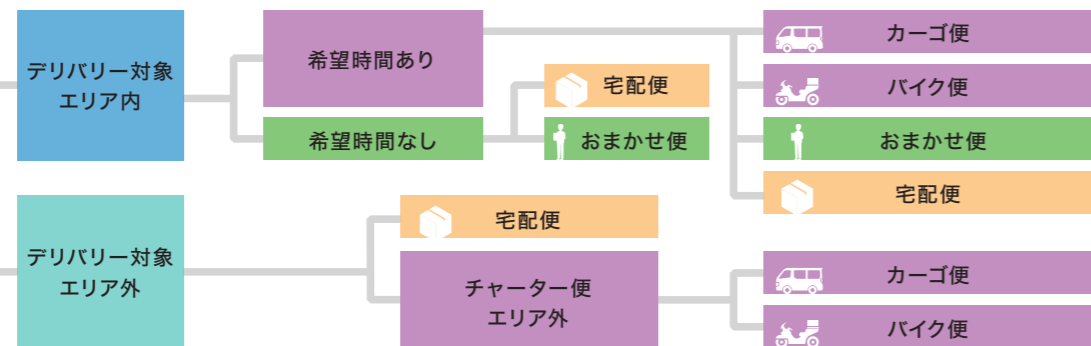 デリバリー対象
エリア内
希望時間あり
希望時間なし
宅配便
おまかせ便
カーゴ便
バイク便
おまかせ便
宅配便
デリバリー対象
エリア外
宅配便
チャーター便
エリア外
カーゴ便
バイク便